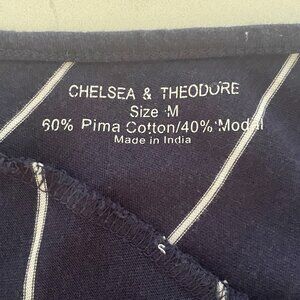 CHELSEA & THEODORE
Size M
60% Pima Cotton/40% Modal
Made in India